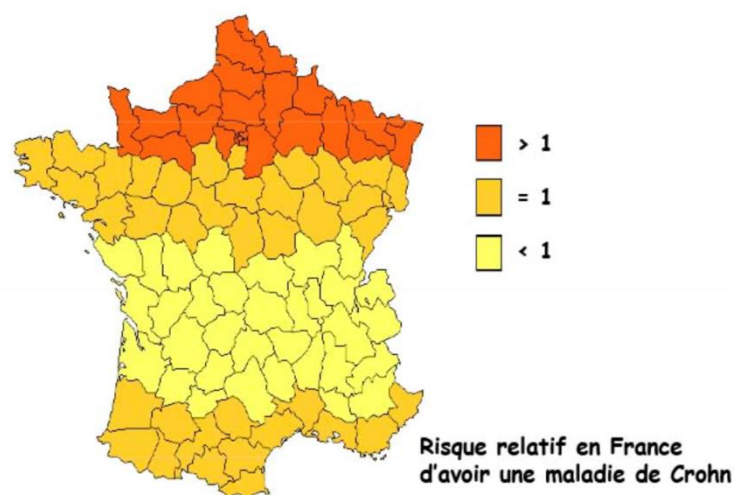 > 1
= 1
< 1
Risque relatif en France
d'avoir une maladie de Crohn